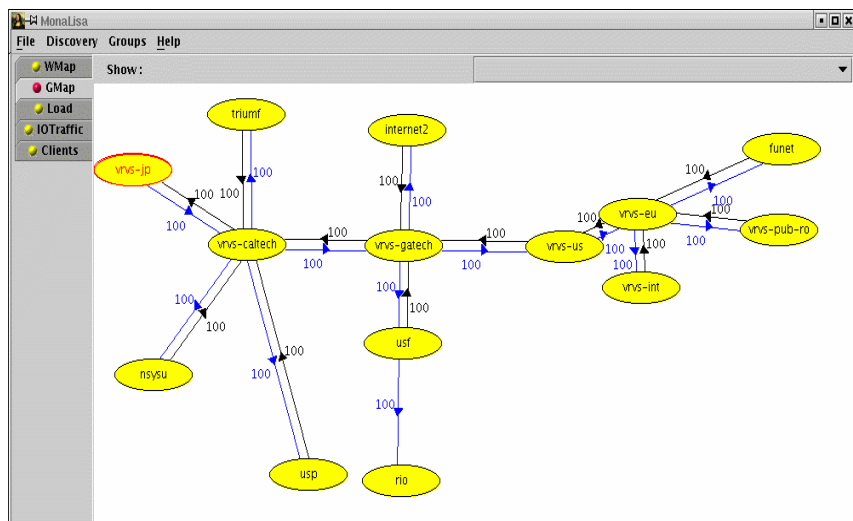 MonaLisa
File Discovery Groups Help
WMap
GMap
Load
IOTraffic
Clients
Show :
triumf
internet2
funet
vrvs-jp
100
100
100
100
100
100
100
100
vrvs-eu
100
vrvs-pub-ro
100
100
vrvs-caltech
100
100
vrvs-gatech
100
100
vrvs-us
100
100
100
100
vrvs-int
100
100
100
100
usf
100
100
nsysu
100
100
usp
rio